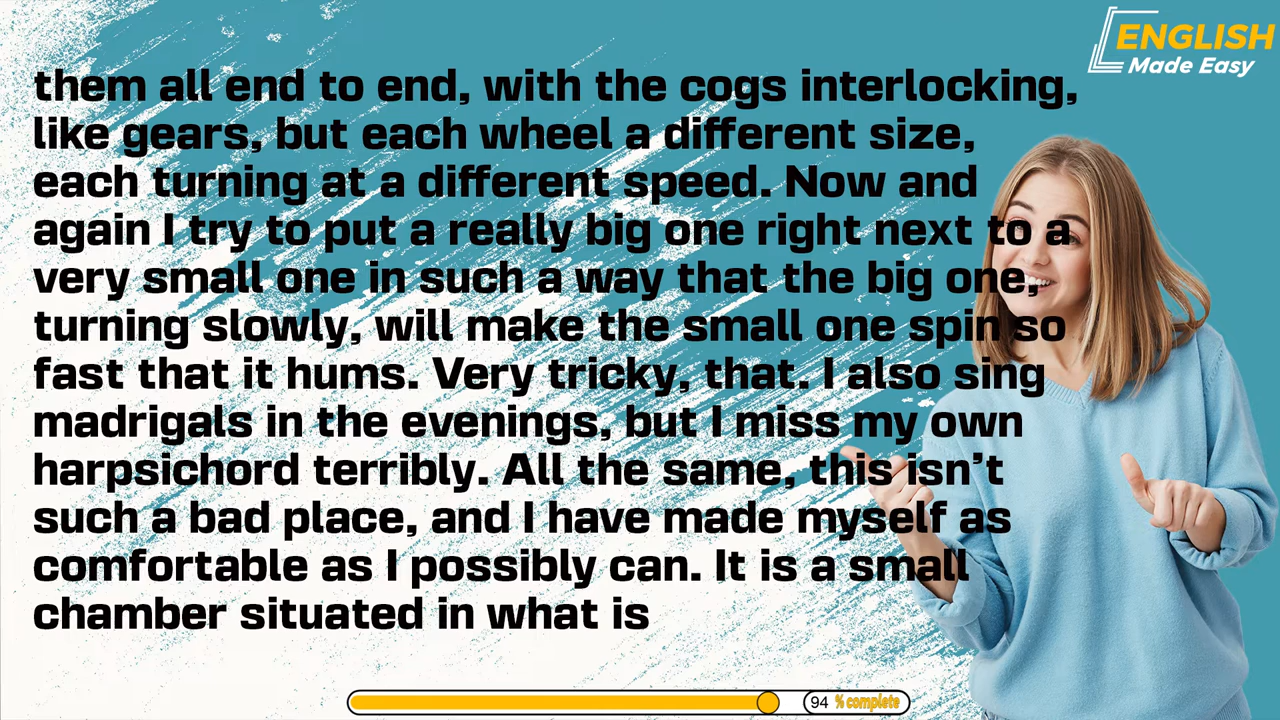 ENGLISH
Made Easy
them all end to end, with the cogs interlocking,
like gears, but each wheel a different size,
each turning at a different speed. Now and
again I try to put a really big one right next to a
very small one in such a way that the big one,
turning slowly, will make the small one spin so
fast that it hums. Very tricky, that. I also sing
madrigals in the evenings, but I miss my own
harpsichord terribly. All the same, this isn’t
such a bad place, and I have made myself as
comfortable as I possibly can. It is a small
chamber situated in what is
94 % complete